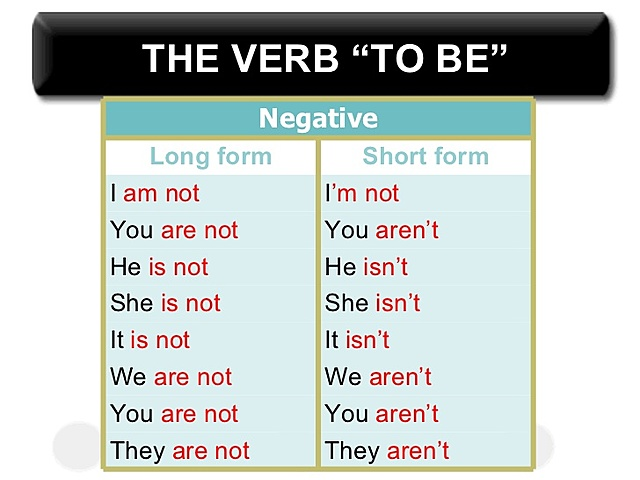 THE VERB “TO BE”
Negative
Long form Short form
I am not I’m not
You are not You aren’t
He is not He isn’t
She is not She isn’t
It is not It isn’t
We are not We aren’t
You are not You aren’t
They are not They aren’t